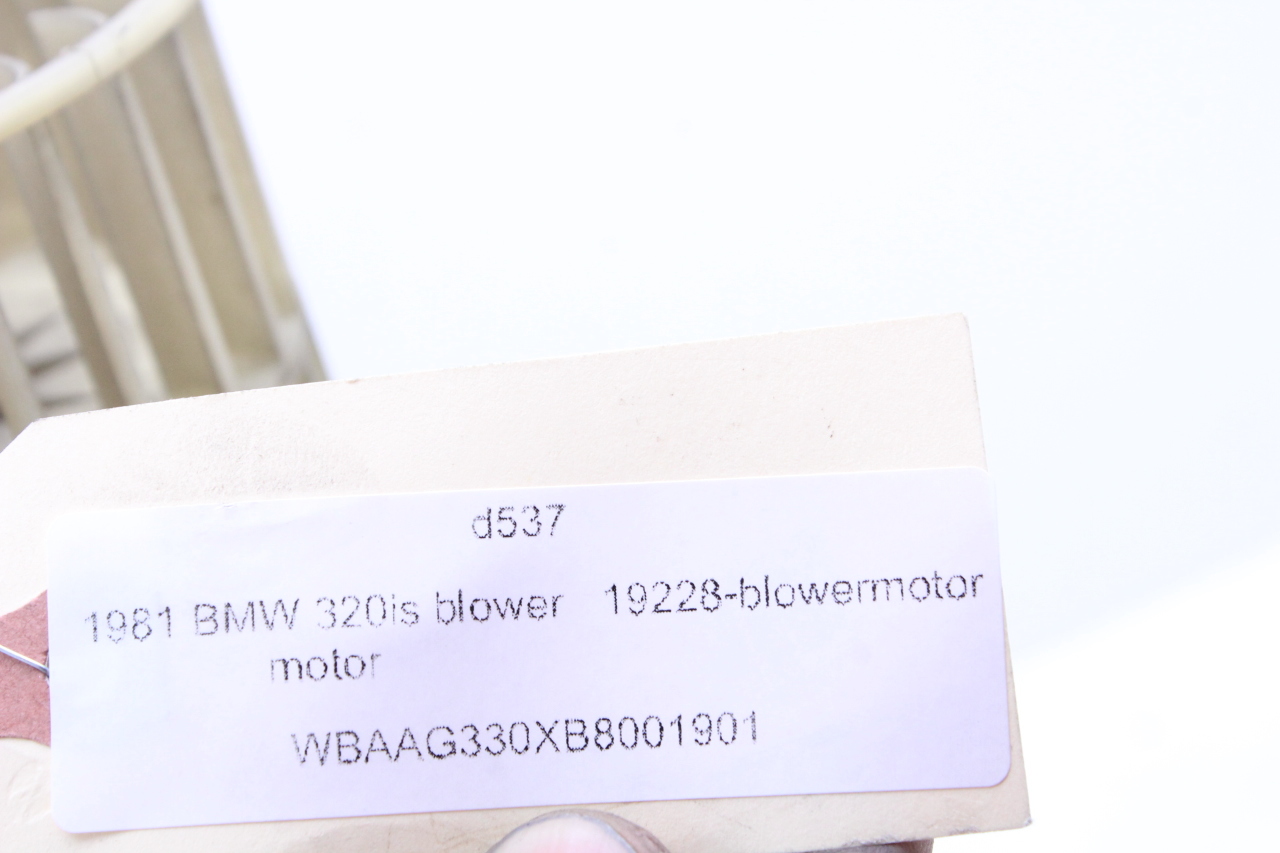 d537
1981 BMW 320is blower 19228-blowermotor
motor
WBAAG330XB8001901